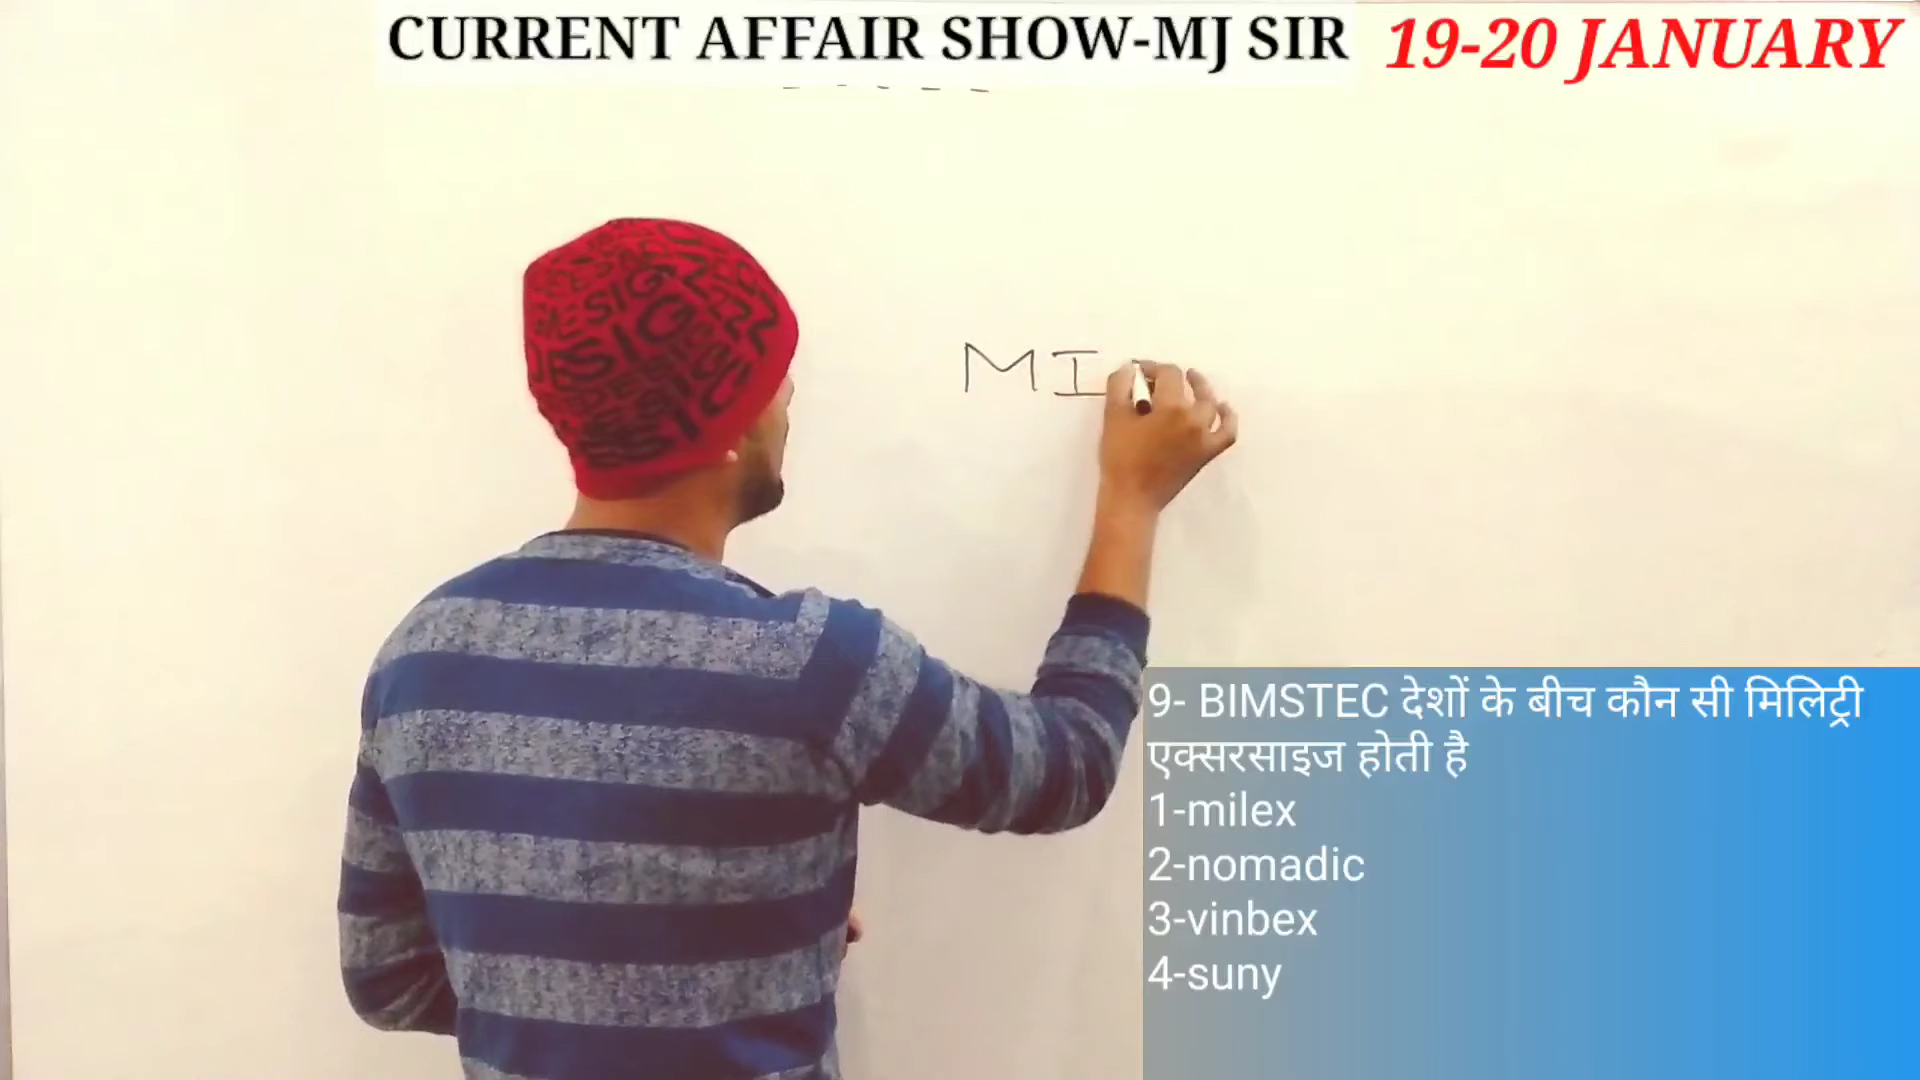 CURRENT AFFAIR SHOW-MJ SIR 19-20 JANUARY
MI
9- BIMSTEC देशों के बीच कौन सी मिलिट्री
एक्सरसाइज होती है
1-milex
2-nomadic
3-vinbex
4-suny